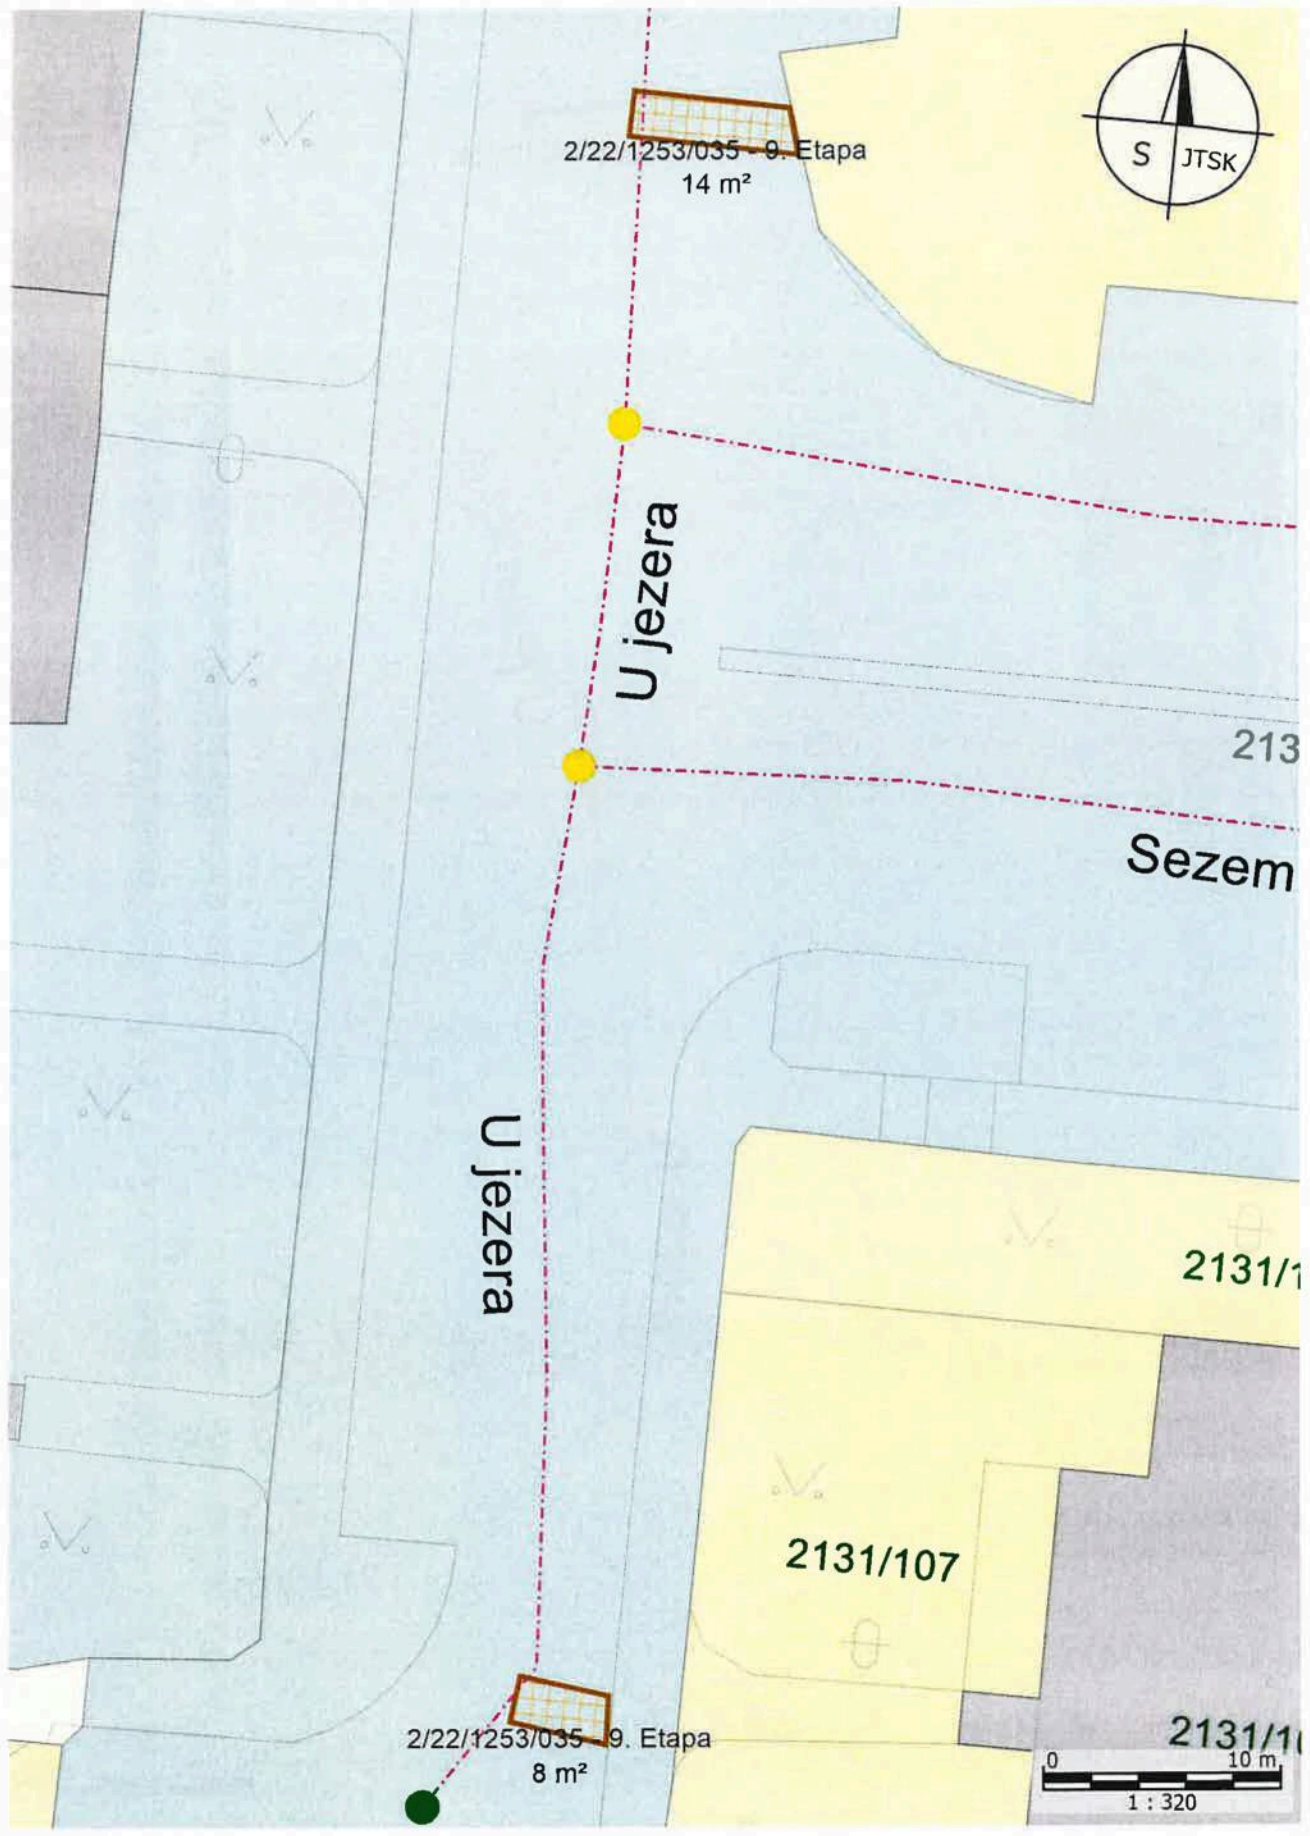 S JTSK
2/22/1253/035 - 9. Etapa
14 m²
U jezera
213
Sezem
U jezera
2131/1
2131/107
2/22/1253/035 - 9. Etapa
8 m²
2131/10
0 10 m
1 : 320